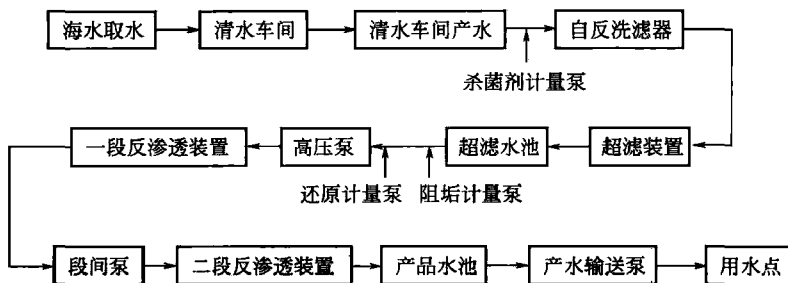 海水取水 清水车间 清水车间产水 自反洗滤器
杀菌剂计量泵
一段反渗透装置 高压泵 超滤水池 超滤装置
还原计量泵 阻垢计量泵
段间泵 二段反渗透装置 产品水池 产水输送泵 用水点